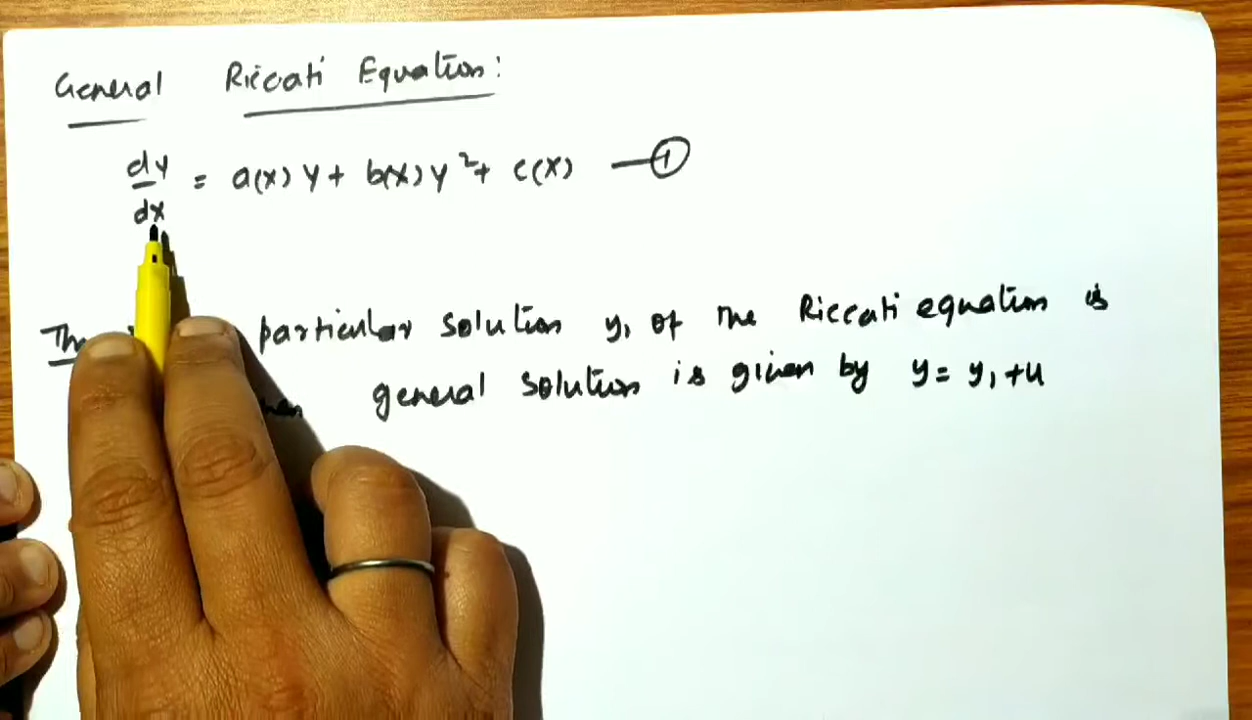 General Riccati Equation:
dy/dx = a(x) y + b(x) y² + c(x) —①
particular solution y₁ of the Riccati equation is
general solution is given by y = y₁ + u